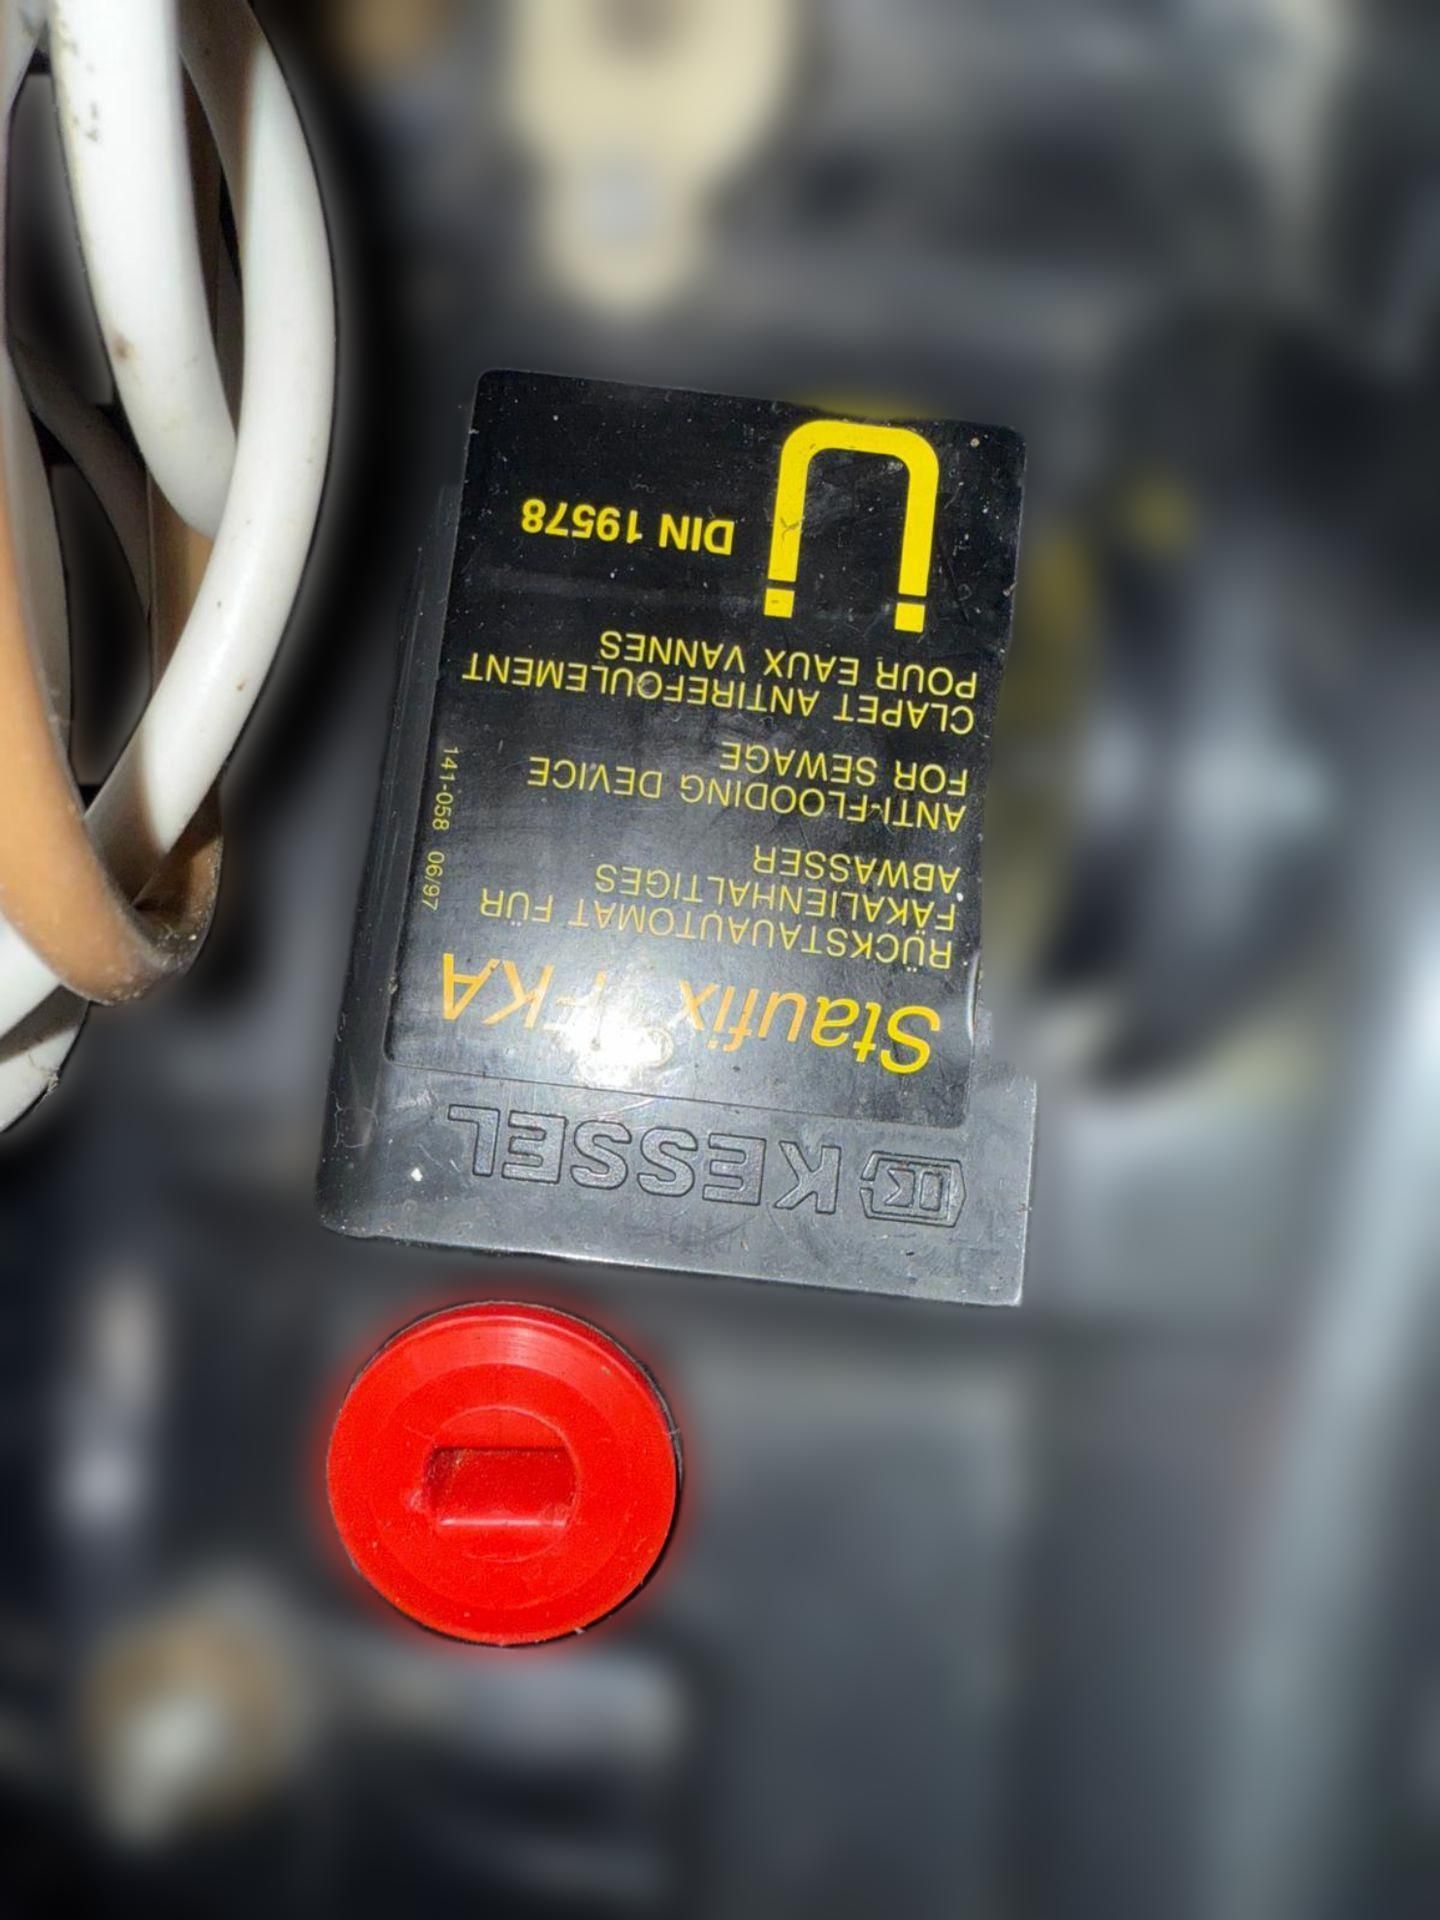 KESSEL
Staufix FKA
RÜCKSTAUAUTOMAT FÜR
FÄKALIENHALTIGES
ABWASSER
ANTI-FLOODING DEVICE
FOR SEWAGE
CLAPET ANTIREFOULEMENT
POUR EAUX VANNES
Ü DIN 19578
141-058 06/97